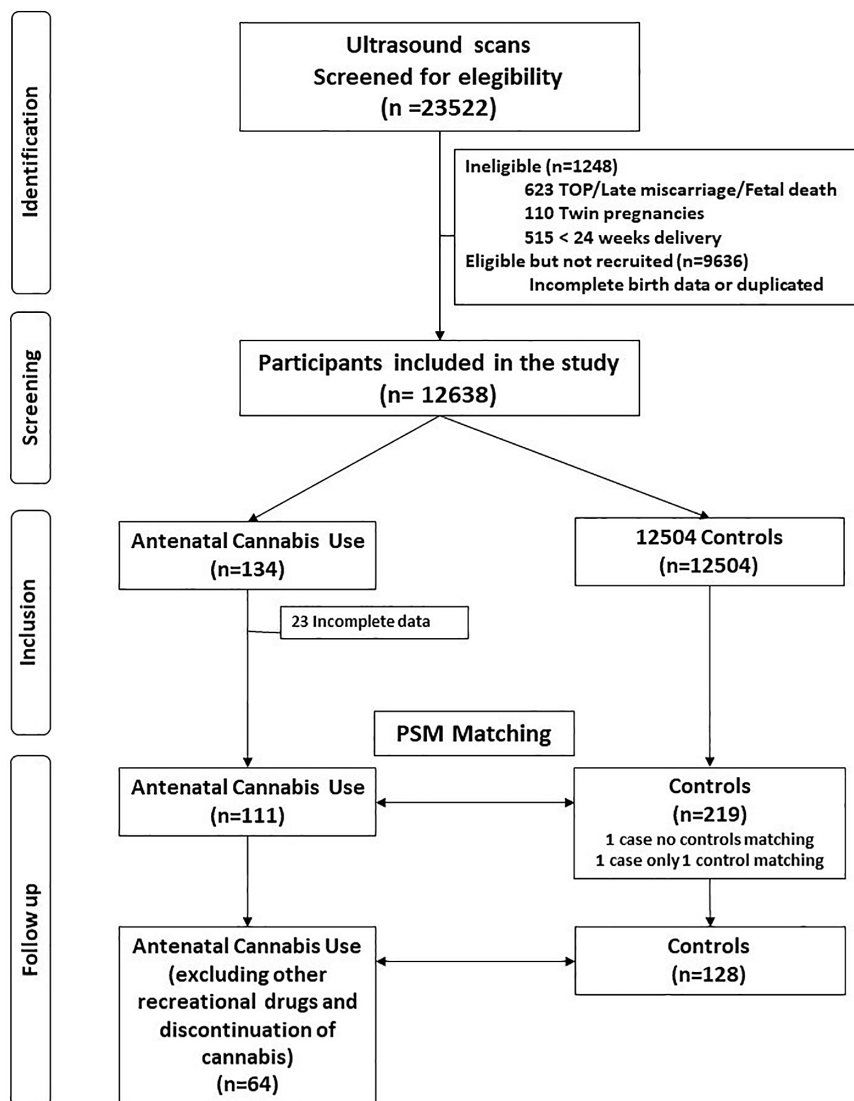 Identification
Ultrasound scans
Screened for elegibility
(n =23522)
Ineligible (n=1248)
623 TOP/Late miscarriage/Fetal death
110 Twin pregnancies
515 < 24 weeks delivery
Eligible but not recruited (n=9636)
Incomplete birth data or duplicated
Screening
Participants included in the study
(n= 12638)
Inclusion
Antenatal Cannabis Use
(n=134)
12504 Controls
(n=12504)
23 Incomplete data
PSM Matching
Follow up
Antenatal Cannabis Use
(n=111)
Controls
(n=219)
1 case no controls matching
1 case only 1 control matching
Antenatal Cannabis Use
(excluding other
recreational drugs and
discontinuation of
cannabis)
(n=64)
Controls
(n=128)